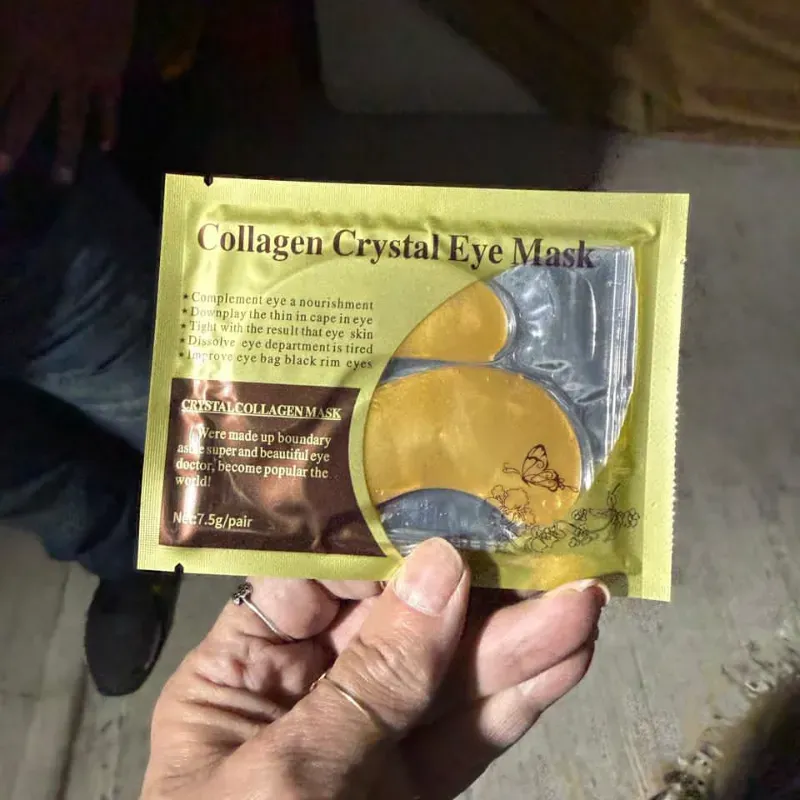 Collagen Crystal Eye Mask
★Complement eye a nourishment
★Downplay the thin in cape in eye
★Tight with the result that eye skin
★Dissolve eye department is tired
★Improve eye bag black rim eyes
CRYSTAL COLLAGEN MASK
Were made up boundary
as the super and beautiful eye
doctor, become popular the
world!
Net:7.5g/pair